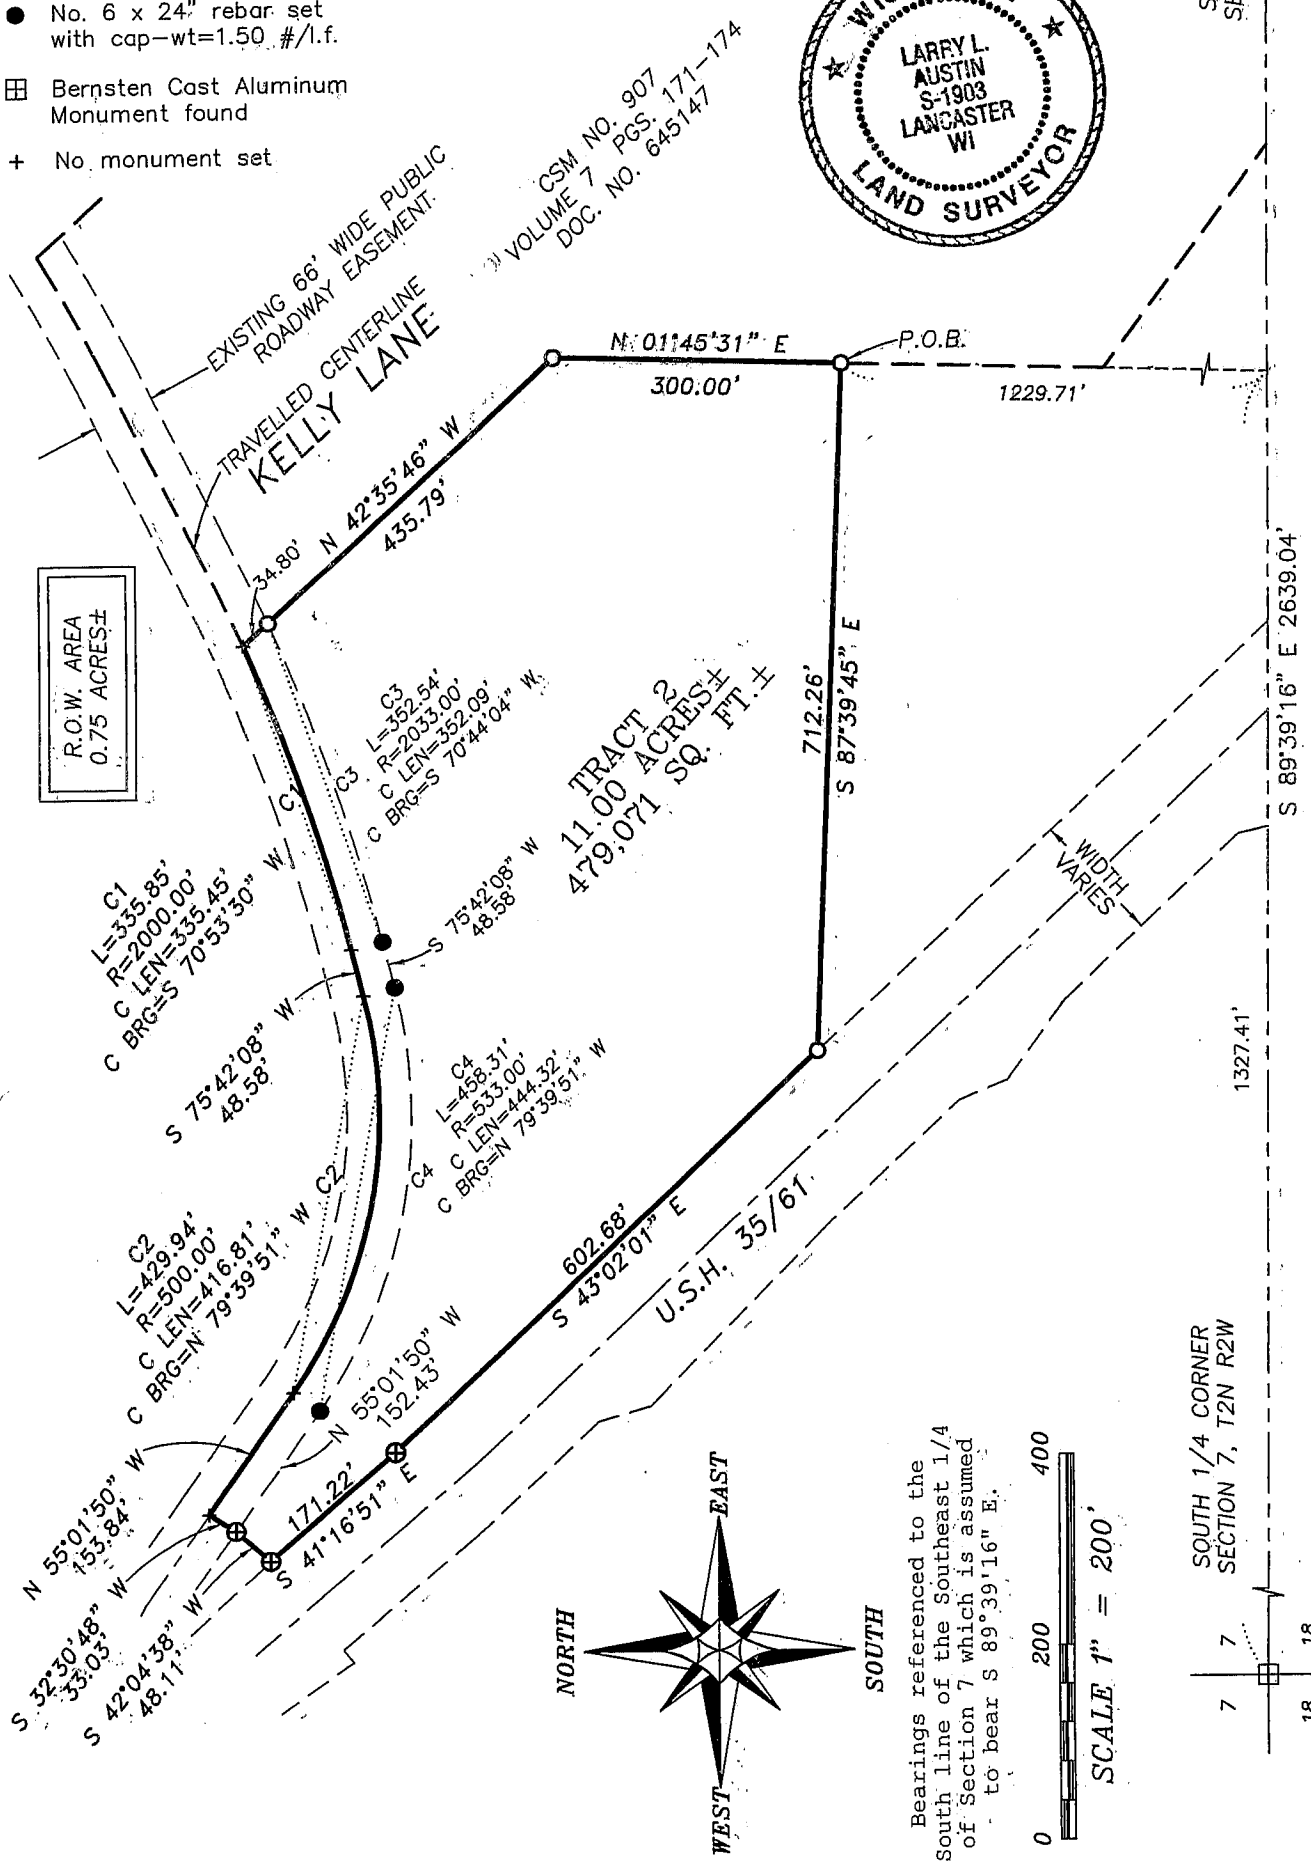 No. 6 x 24" rebar set
with cap-wt=1.50 #/l.f.
Bernsten Cast Aluminum
Monument found
+ No monument set
LARRY L.
AUSTIN
S-1903
LANCASTER
WI
LAND SURVEYOR
CSM NO. 907
VOLUME 7 PGS. 171-174
DOC. NO. 645147
EXISTING 66' WIDE PUBLIC
ROADWAY EASEMENT.
TRAVELLED CENTERLINE
KELLY LANE
N 01°45'31" E
300.00'
P.O.B.
1229.71'
N 42°35'46" W
435.79'
34.80'
R.O.W. AREA
0.75 ACRES±
C1
C3
C3
L=352.54'
R=2033.00'
C LEN=352.09'
C BRG=S 70°44'04" W
TRACT 2
11.00 ACRES±
479,071 SQ. FT.±
712.26'
S 87°39'45" E
C1
L=335.85'
R=2000.00'
C LEN=335.45'
C BRG=S 70°53'30" W
S 75°42'08" W
48.58'
S 75°42'08" W
48.58'
WIDTH
VARIES
S 89°39'16" E 2639.04'
1327.41'
C4
L=458.31'
R=533.00'
C LEN=444.32'
C BRG=N 79°39'51" W
C2
C4
C2
L=429.94'
R=500.00'
C LEN=416.81'
C BRG=N 79°39'51" W
602.68'
S 43°02'01" E
U.S.H. 35/61
N 55°01'50" W
152.43'
171.22'
S 41°16'51" E
N 55°01'50" W
153.84'
S 32°30'48" W
33.03'
S 42°04'38" W
48.11'
NORTH
EAST
SOUTH
WEST
Bearings referenced to the
South line of the Southeast 1/4
of Section 7 which is assumed
to bear S 89°39'16" E.
0 200 400
SCALE 1" = 200'
SOUTH 1/4 CORNER
SECTION 7, T2N R2W
7 7
18 18